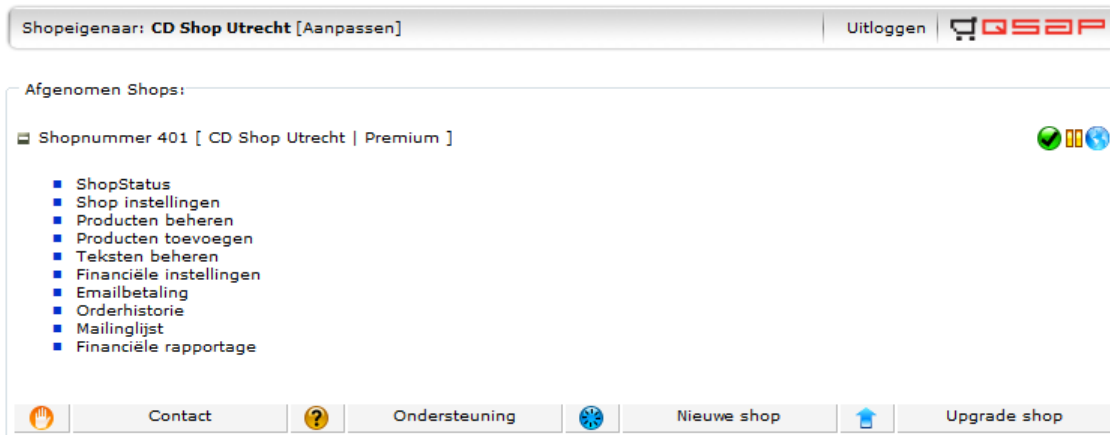 Shopeigenaar: CD Shop Utrecht [Aanpassen] Uitloggen QSAP
Afgenomen Shops:
Shopnummer 401 [ CD Shop Utrecht | Premium ]
ShopStatus
Shop instellingen
Producten beheren
Producten toevoegen
Teksten beheren
Financiële instellingen
Emailbetaling
Orderhistorie
Mailinglijst
Financiële rapportage
Contact ? Ondersteuning Nieuwe shop Upgrade shop